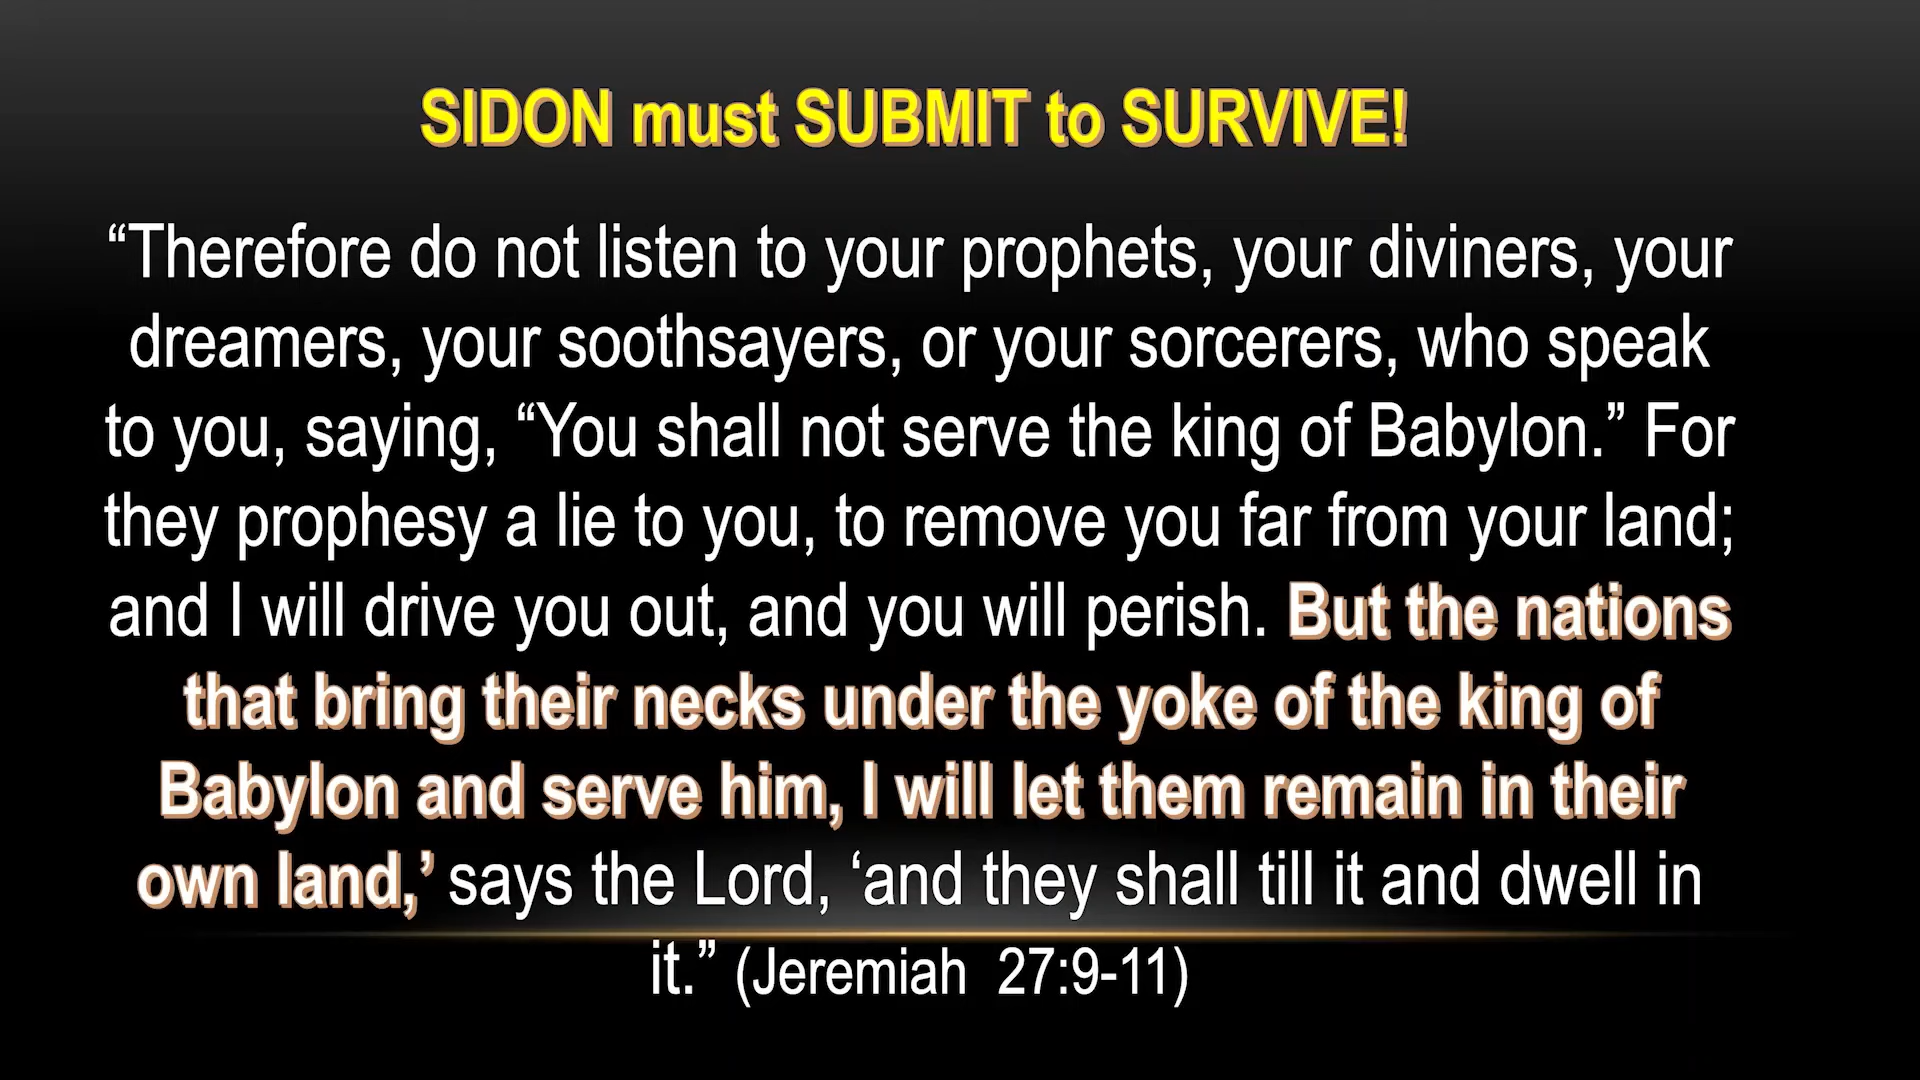 SIDON must SUBMIT to SURVIVE!
“Therefore do not listen to your prophets, your diviners, your
dreamers, your soothsayers, or your sorcerers, who speak
to you, saying, “You shall not serve the king of Babylon.” For
they prophesy a lie to you, to remove you far from your land;
and I will drive you out, and you will perish. But the nations
that bring their necks under the yoke of the king of
Babylon and serve him, I will let them remain in their
own land,’ says the Lord, ‘and they shall till it and dwell in
it.” (Jeremiah  27:9-11)